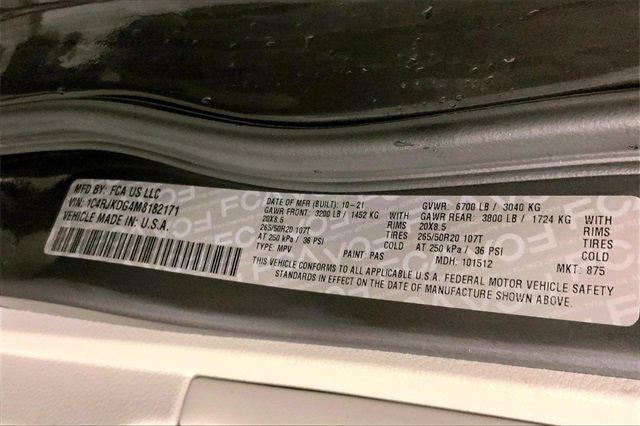 MFD. BY: FCA US LLC
VIN: 1C4RJKDG4M8182171
VEHICLE MADE IN: U.S.A.
DATE OF MFR (BUILT): 10-21 GVWR: 6700 LB / 3040 KG
GAWR FRONT: 3200 LB / 1452 KG WITH GAWR REAR: 3800 LB / 1724 KG WITH
20X8.5 RIMS 20X8.5 RIMS
265/50R20 107T TIRES 265/50R20 107T TIRES
AT 250 kPa / 36 PSI COLD AT 250 kPa / 36 PSI COLD
TYPE: MPV PAINT: PAS MDH: 101512 MKT: 875
THIS VEHICLE CONFORMS TO ALL APPLICABLE U.S.A. FEDERAL MOTOR VEHICLE SAFETY
STANDARDS IN EFFECT ON THE DATE OF MANUFACTURE SHOWN ABOVE.